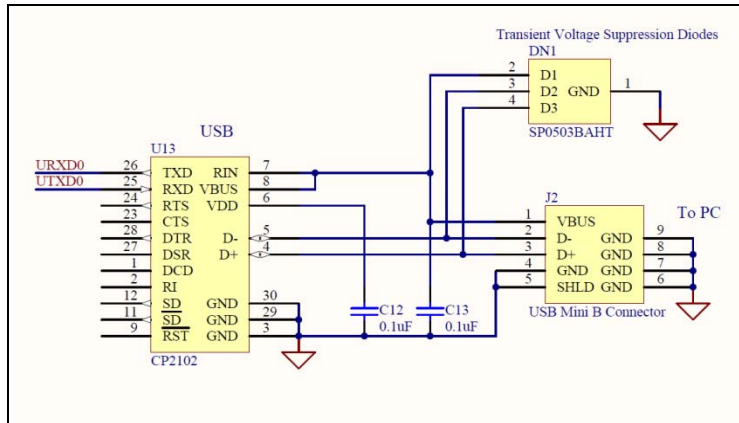 Transient Voltage Suppression Diodes
DN1
2 D1
3 D2 GND 1
4 D3
SP0503BAHT
USB
U13
URXD0 26 TXD RIN 7
UTXD0 25 RXD VBUS 8
24 RTS VDD 6
23 CTS
28 DTR D- 5
27 DSR D+ 4
1 DCD
2 RI
12 SD GND 30
11 SD GND 29
9 RST GND 3
CP2102
C12
0.1uF
C13
0.1uF
J2
To PC
1 VBUS
2 D- GND 9
3 D+ GND 8
4 GND GND 7
5 SHLD GND 6
USB Mini B Connector